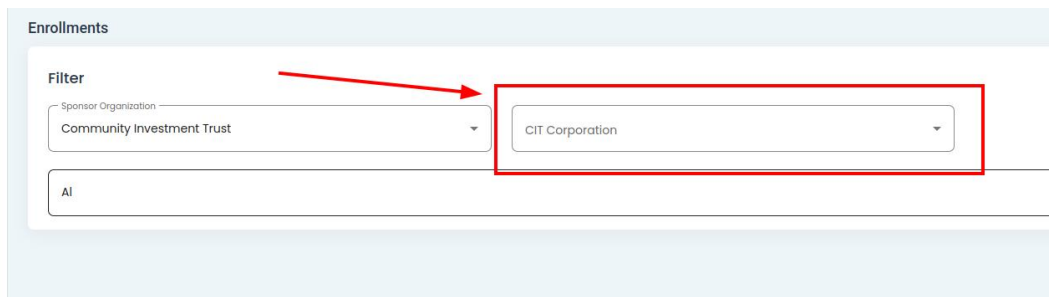 Enrollments
Filter
Sponsor Organization
Community Investment Trust
CIT Corporation
Al